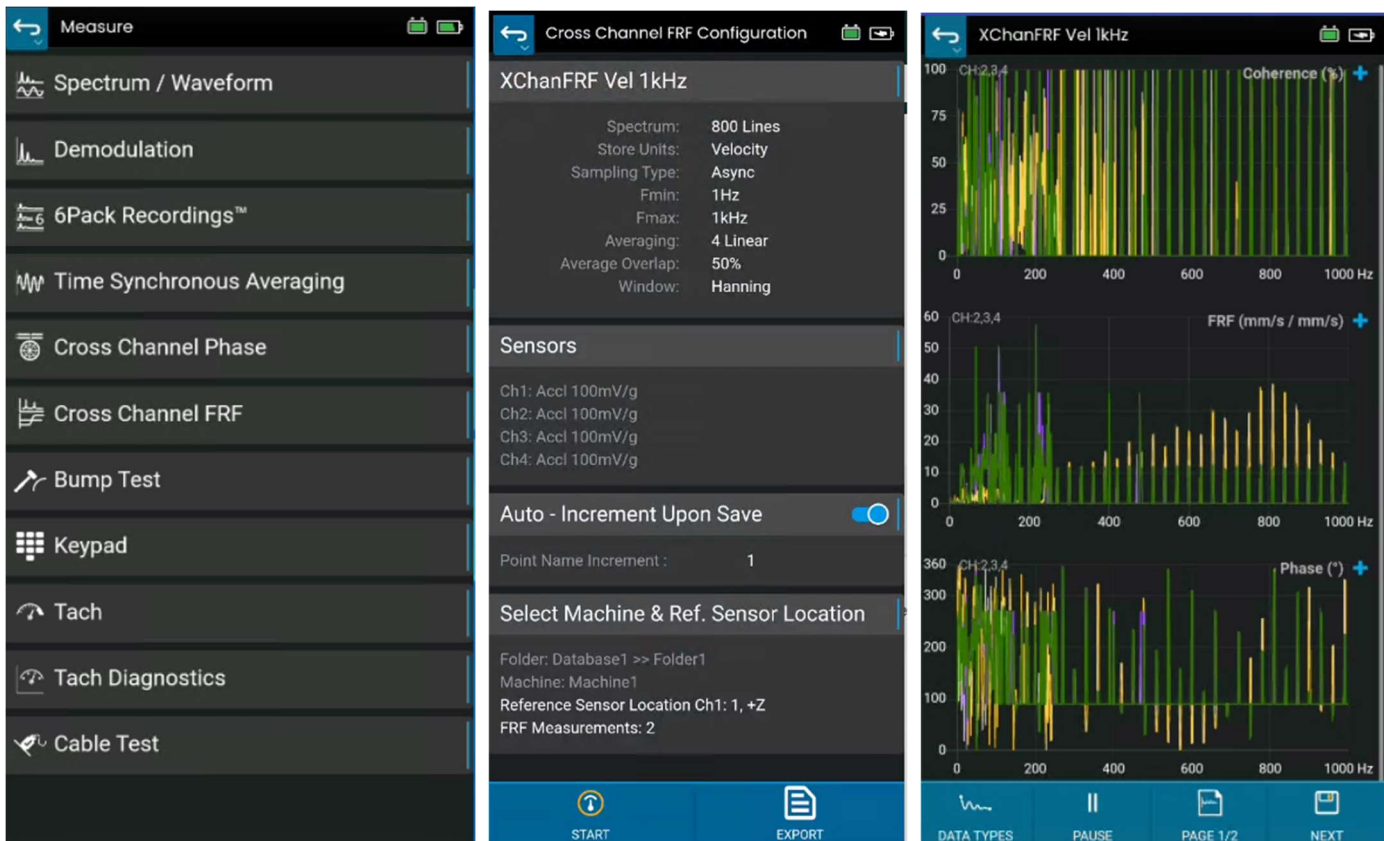 Measure
Spectrum / Waveform
Demodulation
6
6Pack Recordings™
Time Synchronous Averaging
Cross Channel Phase
Cross Channel FRF
Bump Test
Keypad
Tach
Tach Diagnostics
Cable Test
Cross Channel FRF Configuration
XChanFRF Vel 1kHz
Spectrum: 800 Lines
Store Units: Velocity
Sampling Type: Async
Fmin: 1Hz
Fmax: 1kHz
Averaging: 4 Linear
Average Overlap: 50%
Window: Hanning
Sensors
Ch1: Accl 100mV/g
Ch2: Accl 100mV/g
Ch3: Accl 100mV/g
Ch4: Accl 100mV/g
Auto - Increment Upon Save
Point Name Increment : 1
Select Machine & Ref. Sensor Location
Folder: Database1 >> Folder1
Machine: Machine1
Reference Sensor Location Ch1: 1, +Z
FRF Measurements: 2
START EXPORT
XChanFRF Vel 1kHz
100 CH:2,3,4 Coherence (%)
75
50
25
0
0 200 400 600 800 1000 Hz
60 CH:2,3,4 FRF (mm/s / mm/s)
50
40
30
20
10
0
0 200 400 600 800 1000 Hz
360 CH:2,3,4 Phase (°)
300
200
100
0
0 200 400 600 800 1000 Hz
DATA TYPES PAUSE PAGE 1/2 NEXT